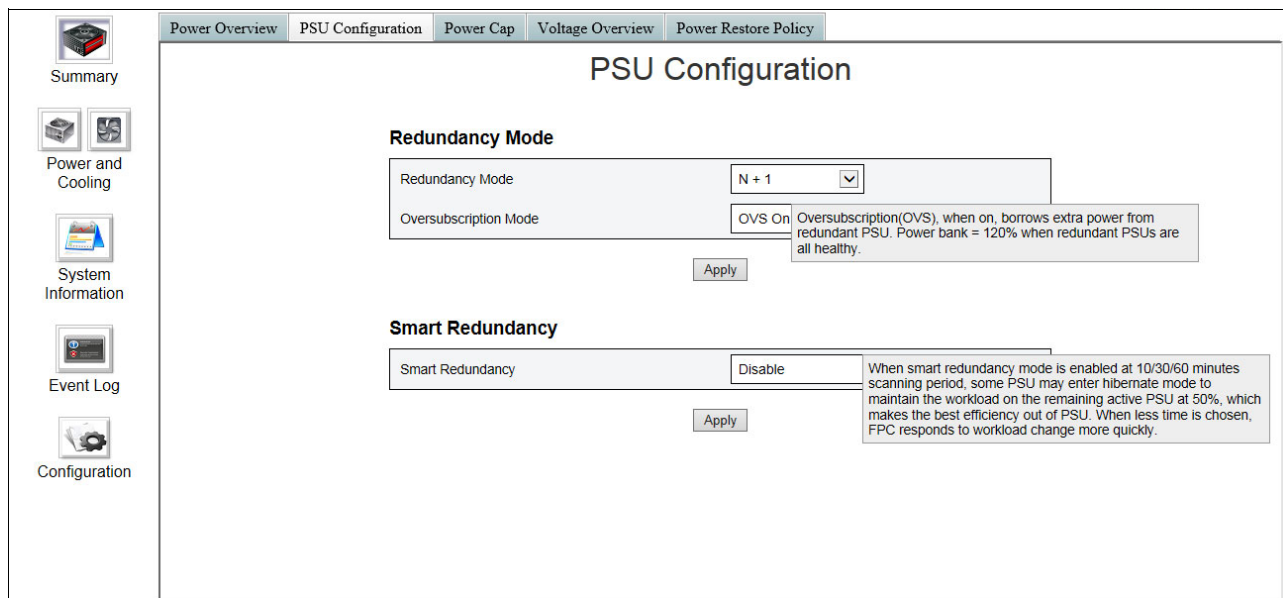 Power Overview
PSU Configuration
Power Cap
Voltage Overview
Power Restore Policy
Summary
Power and
Cooling
System
Information
Event Log
Configuration
PSU Configuration
Redundancy Mode
Redundancy Mode
N + 1
Oversubscription Mode
OVS On
Oversubscription(OVS), when on, borrows extra power from
redundant PSU. Power bank = 120% when redundant PSUs are
all healthy.
Apply
Smart Redundancy
Smart Redundancy
Disable
When smart redundancy mode is enabled at 10/30/60 minutes
scanning period, some PSU may enter hibernate mode to
maintain the workload on the remaining active PSU at 50%, which
makes the best efficiency out of PSU. When less time is chosen,
FPC responds to workload change more quickly.
Apply